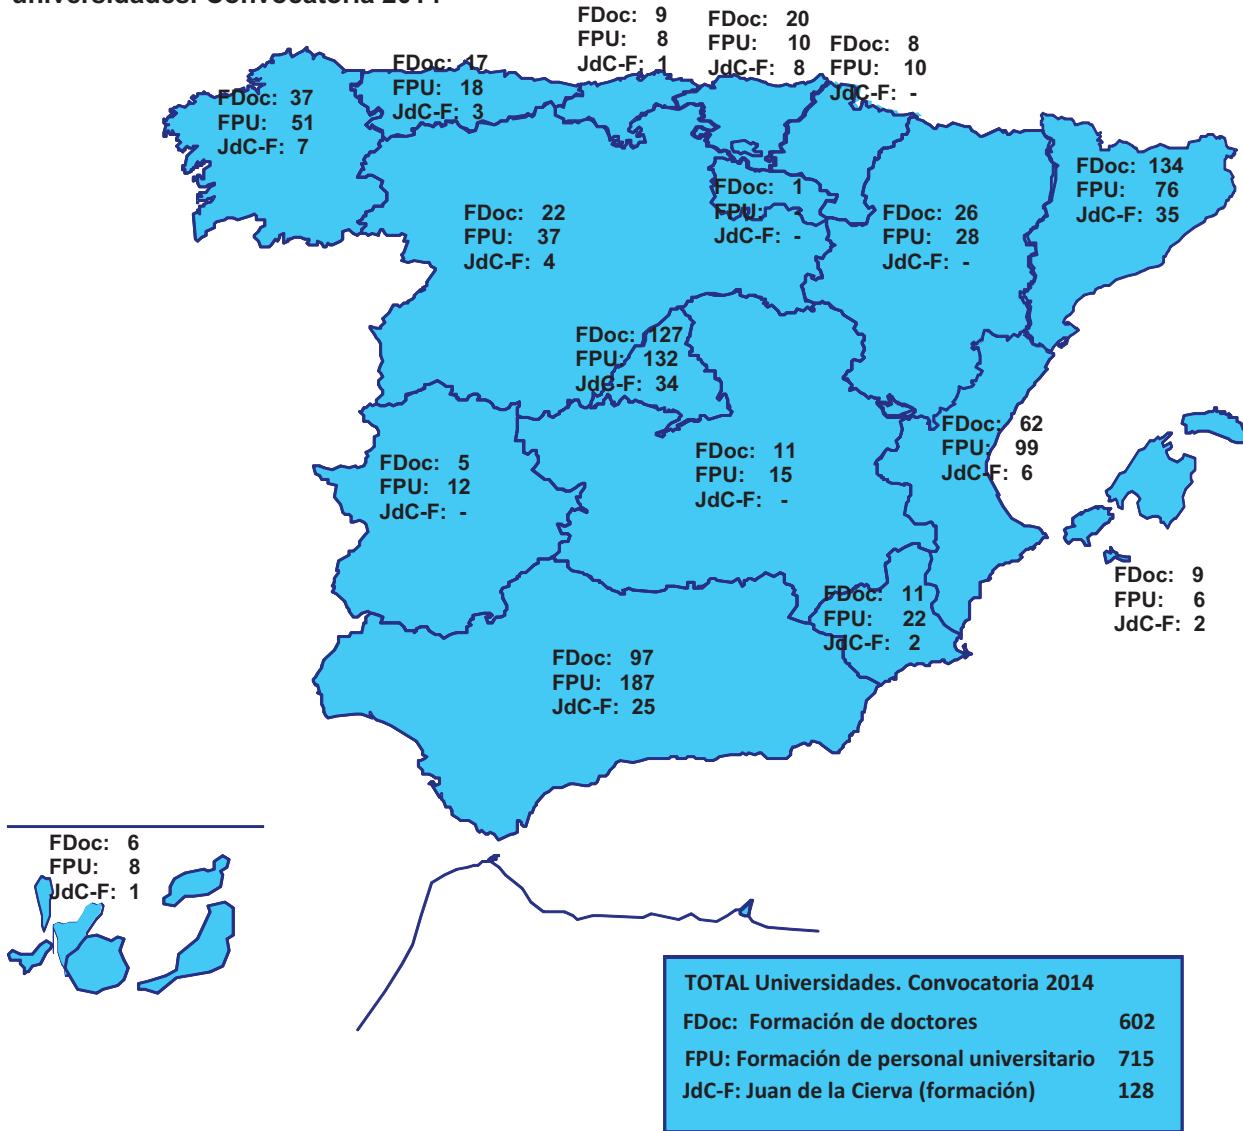 universidades. Convocatoria 2014
FDoc: 9
FPU: 8
JdC-F: 1
FDoc: 20
FPU: 10
JdC-F: 8
FDoc: 8
FPU: 10
JdC-F: -
FDoc: 17
FPU: 18
JdC-F: 3
FDoc: 37
FPU: 51
JdC-F: 7
FDoc: 134
FPU: 76
JdC-F: 35
FDoc: 1
FPU: -
JdC-F: -
FDoc: 22
FPU: 37
JdC-F: 4
FDoc: 26
FPU: 28
JdC-F: -
FDoc: 127
FPU: 132
JdC-F: 34
FDoc: 62
FPU: 99
JdC-F: 6
FDoc: 5
FPU: 12
JdC-F: -
FDoc: 11
FPU: 15
JdC-F: -
FDoc: 9
FPU: 6
JdC-F: 2
FDoc: 11
FPU: 22
JdC-F: 2
FDoc: 97
FPU: 187
JdC-F: 25
FDoc: 6
FPU: 8
JdC-F: 1
TOTAL Universidades. Convocatoria 2014
FDoc: Formación de doctores 602
FPU: Formación de personal universitario 715
JdC-F: Juan de la Cierva (formación) 128